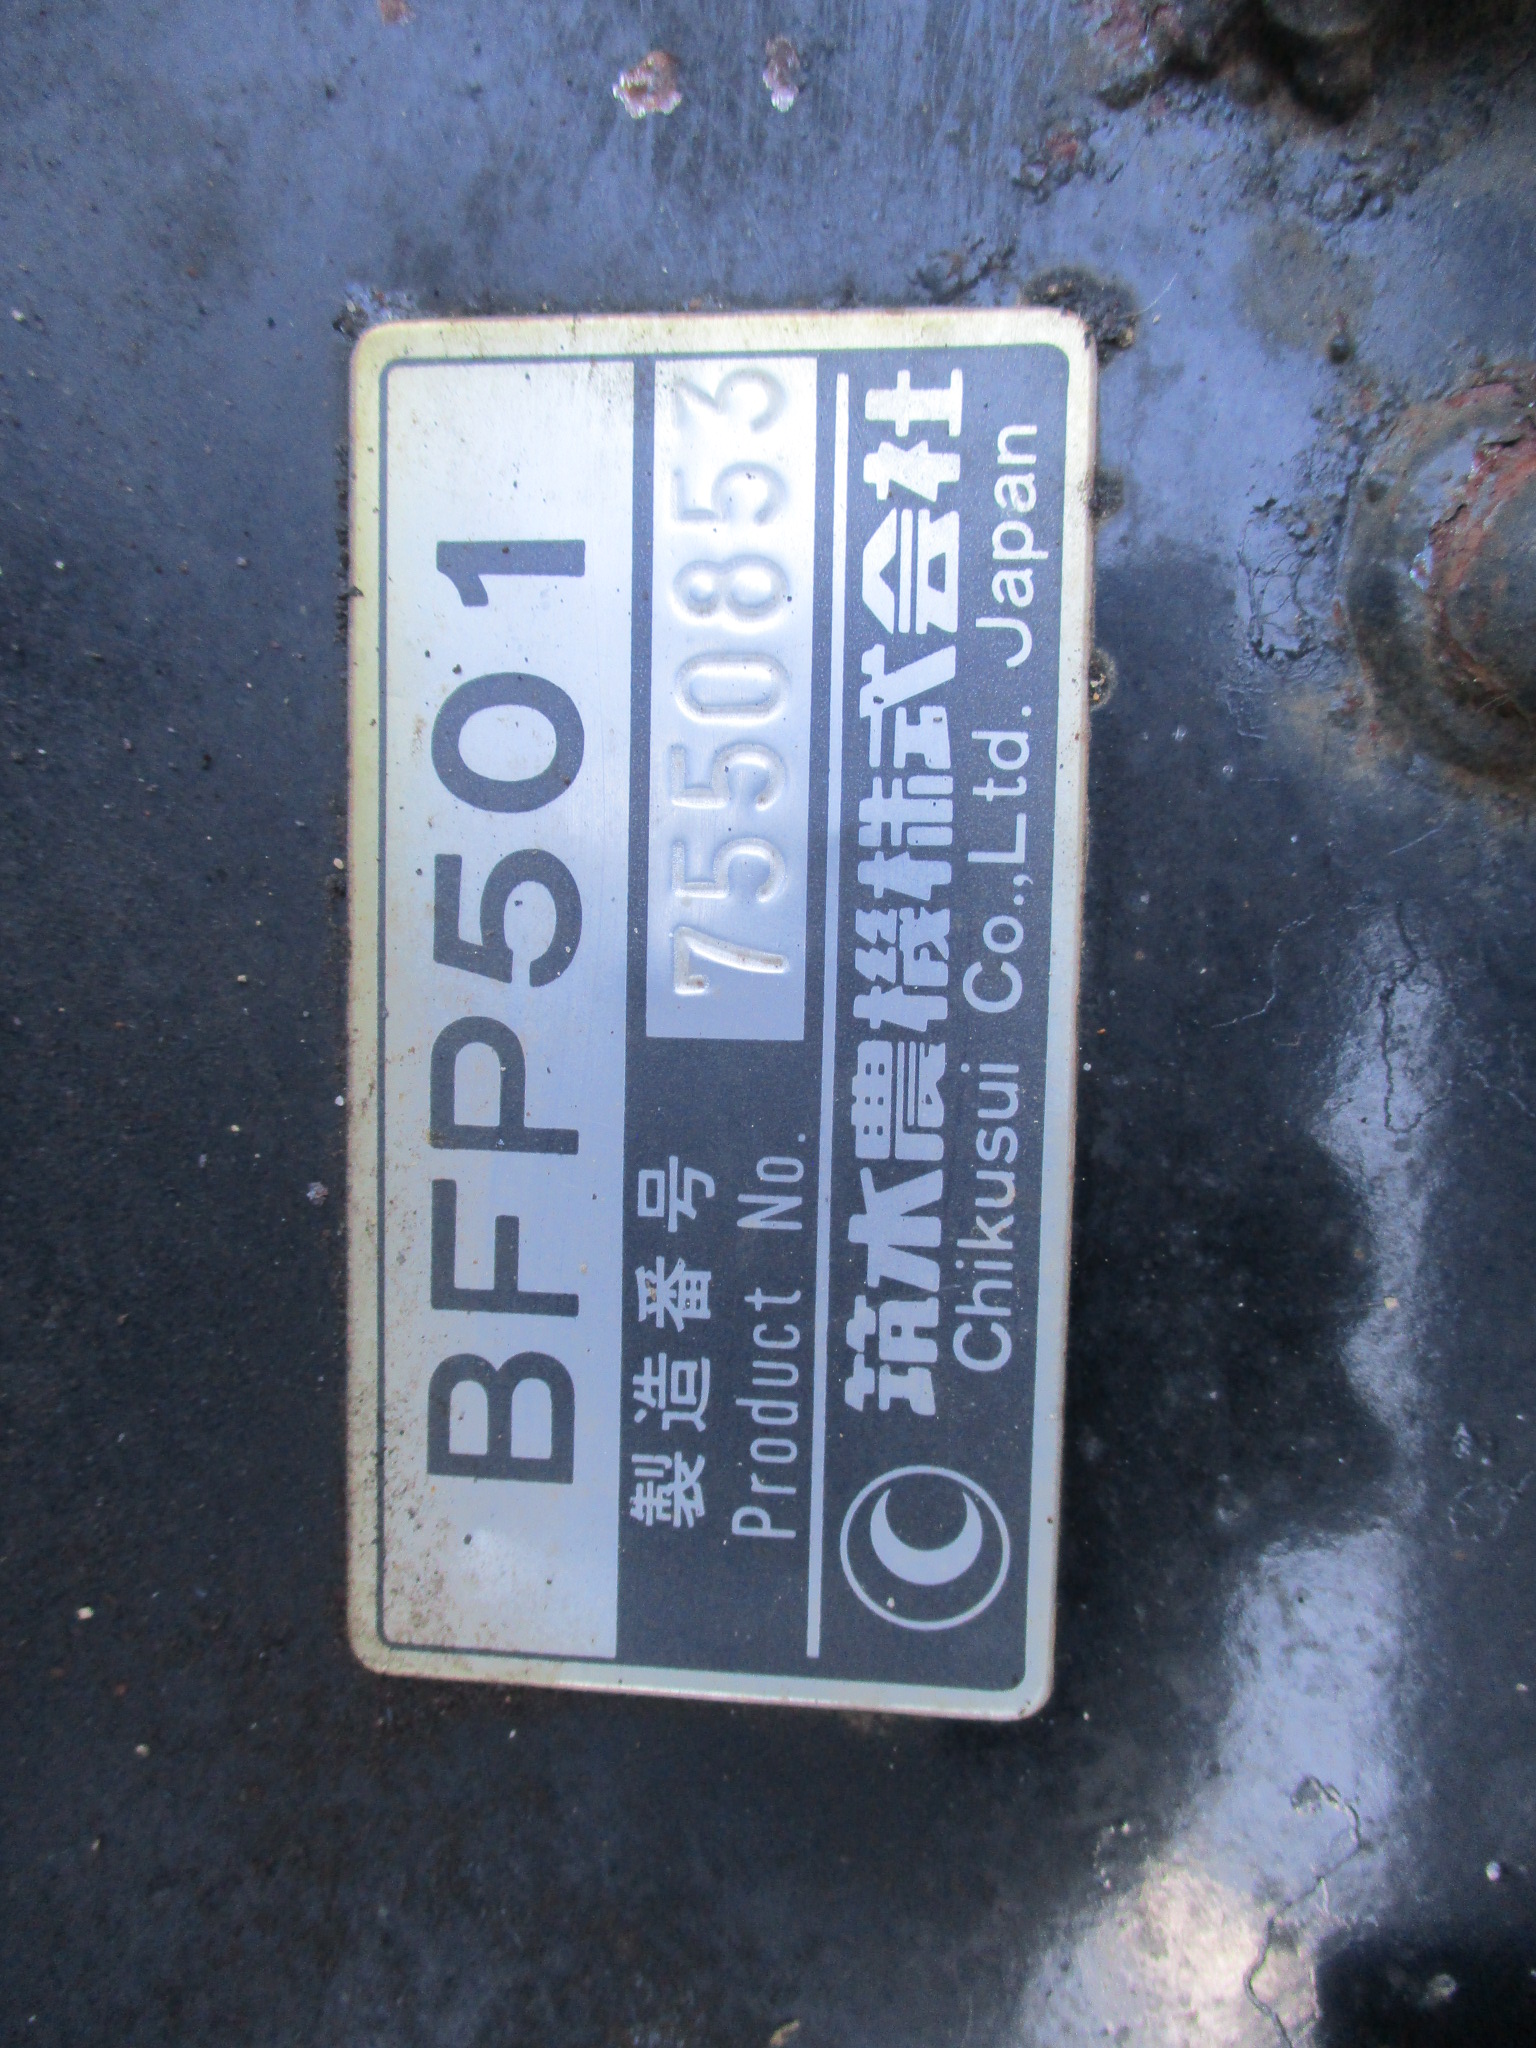 BFP501
製造番号
Product No.
7550853
筑水農機株式会社
Chikusui Co.,Ltd. Japan